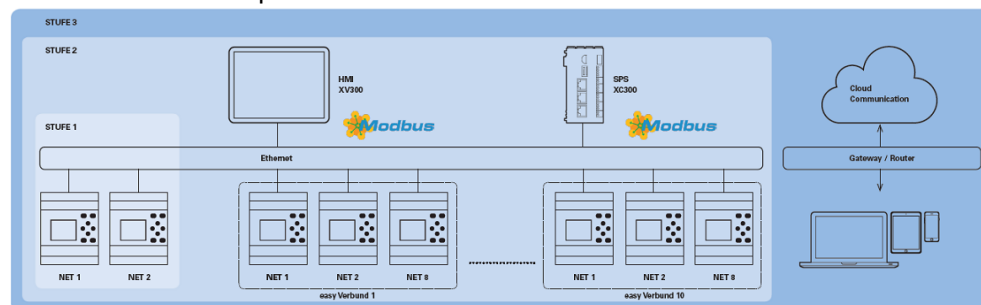 STUFE 3
STUFE 2
HMI
XV300
SPS
XC300
Cloud
Communication
STUFE 1
Modbus
Modbus
Ethernet
Gateway / Router
NET 1
NET 2
NET 1
NET 2
NET 8
NET 1
NET 2
NET 8
easy Verbund 1
easy Verbund 10